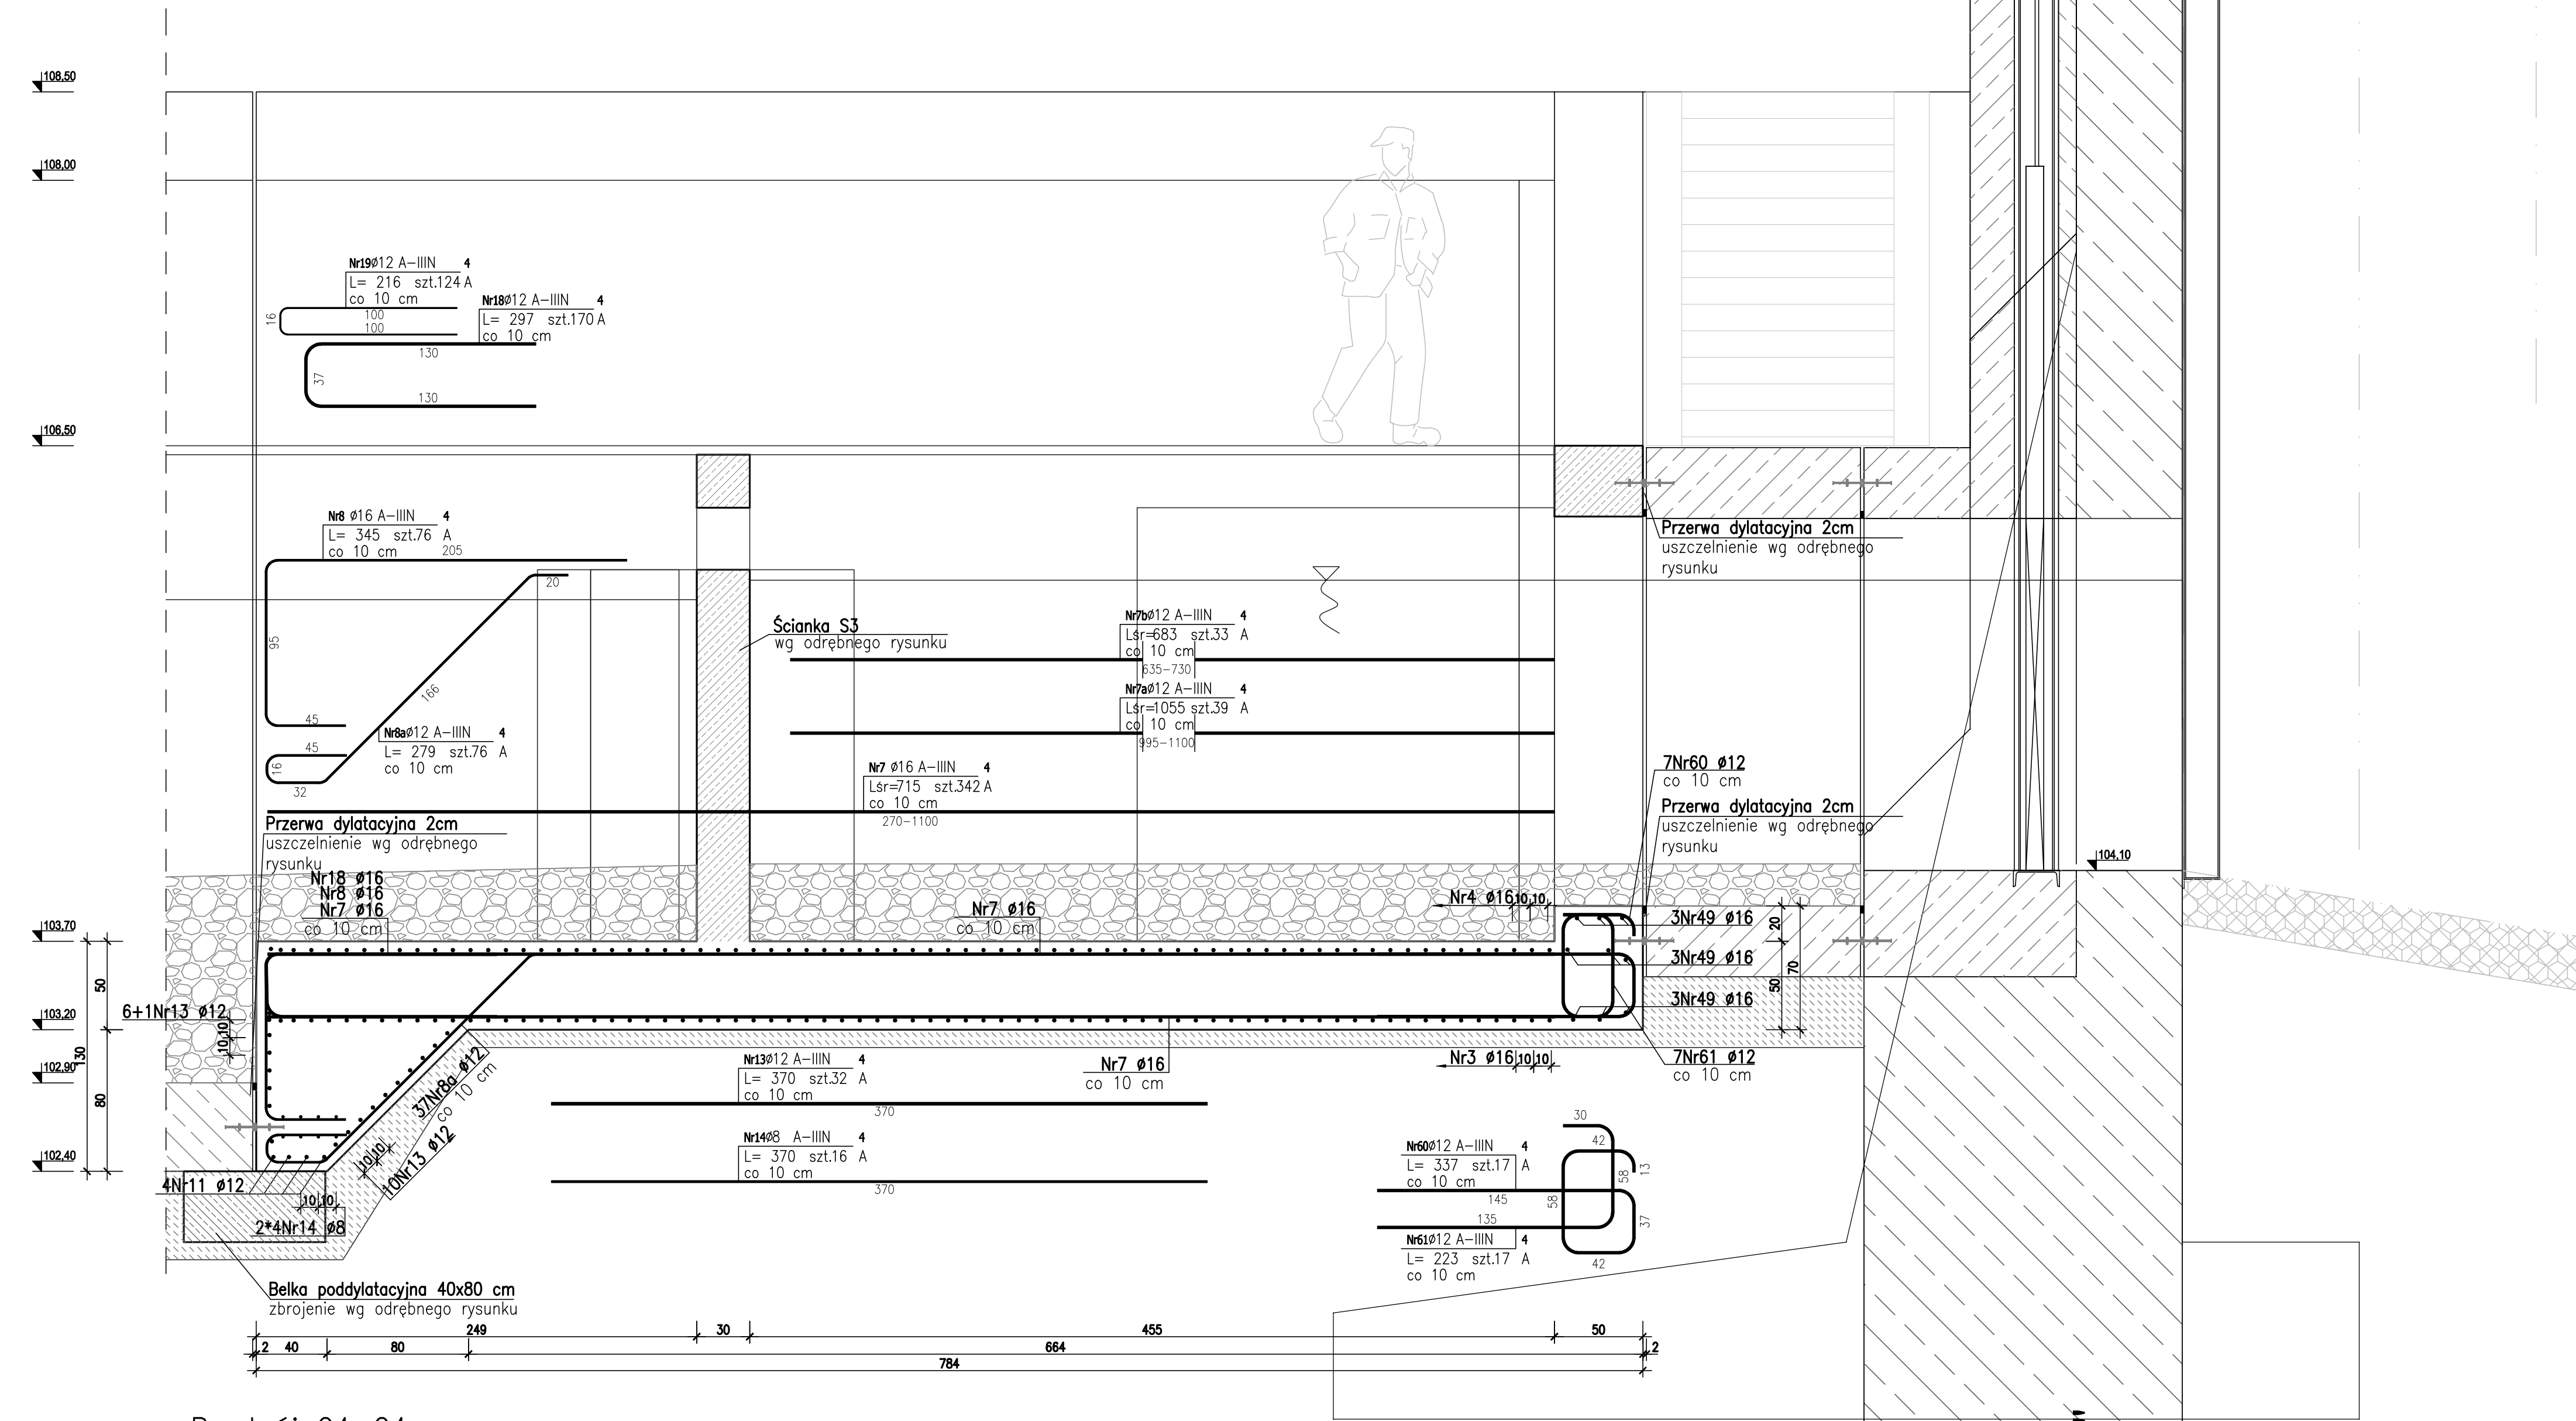 108,50
108,00
Nr19ø12 A-IIIN 4
L= 216 szt.124 A
co 10 cm
16
100
100
Nr18ø12 A-IIIN 4
L= 297 szt.170 A
co 10 cm
130
37
130
106,50
Nr8 ø16 A-IIIN 4
L= 345 szt.76 A
co 10 cm
205
20
95
166
45
Nr8aø12 A-IIIN 4
L= 279 szt.76 A
co 10 cm
45
16
32
Ścianka S3
wg odrębnego rysunku
Nr7bø12 A-IIIN 4
Lśr=683 szt.33 A
co 10 cm
635-730
Nr7aø12 A-IIIN 4
Lśr=1055 szt.39 A
co 10 cm
995-1100
Nr7 ø16 A-IIIN 4
Lśr=715 szt.342 A
co 10 cm
270-1100
Przerwa dylatacyjna 2cm
uszczelnienie wg odrębnego
rysunku
7Nr60 ø12
co 10 cm
Przerwa dylatacyjna 2cm
uszczelnienie wg odrębnego
rysunku
Przerwa dylatacyjna 2cm
uszczelnienie wg odrębnego
rysunku
Nr18 ø16
Nr8 ø16
Nr7 ø16
co 10 cm
Nr7 ø16
co 10 cm
Nr4 ø16
10 10
104,10
3Nr49 ø16
3Nr49 ø16
3Nr49 ø16
20
50
70
103,70
50
103,20
130
102,90
80
102,40
6+1Nr13 ø12
10 10
37Nr8a ø12
co 10 cm
10Nr13 ø12
10 10
Nr13ø12 A-IIIN 4
L= 370 szt.32 A
co 10 cm
370
Nr14ø8 A-IIIN 4
L= 370 szt.16 A
co 10 cm
370
Nr7 ø16
co 10 cm
Nr3 ø16
10 10
7Nr61 ø12
co 10 cm
30
42
Nr60ø12 A-IIIN 4
L= 337 szt.17 A
co 10 cm
145
58
58
13
37
135
Nr61ø12 A-IIIN 4
L= 223 szt.17 A
co 10 cm
42
4Nr11 ø12
10 10
2*4Nr14 ø8
Belka poddylatacyjna 40x80 cm
zbrojenie wg odrębnego rysunku
249 30 455 50
2 40 80 664 2
784